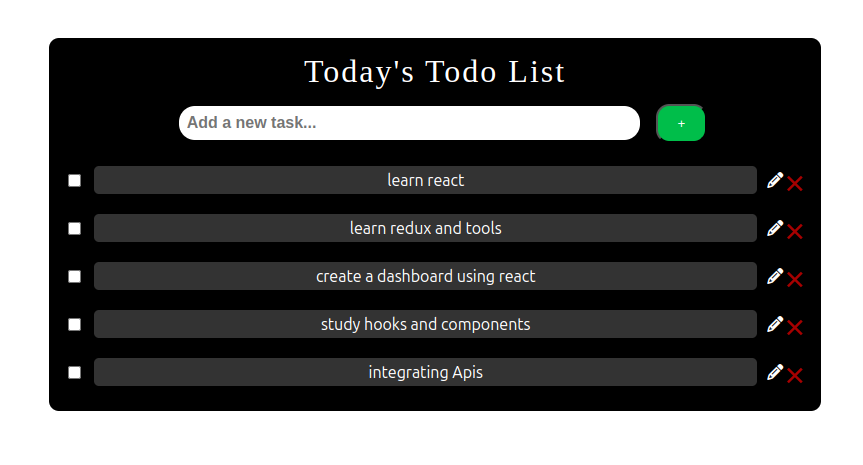 Today's Todo List
Add a new task...
+
learn react
learn redux and tools
create a dashboard using react
study hooks and components
integrating Apis